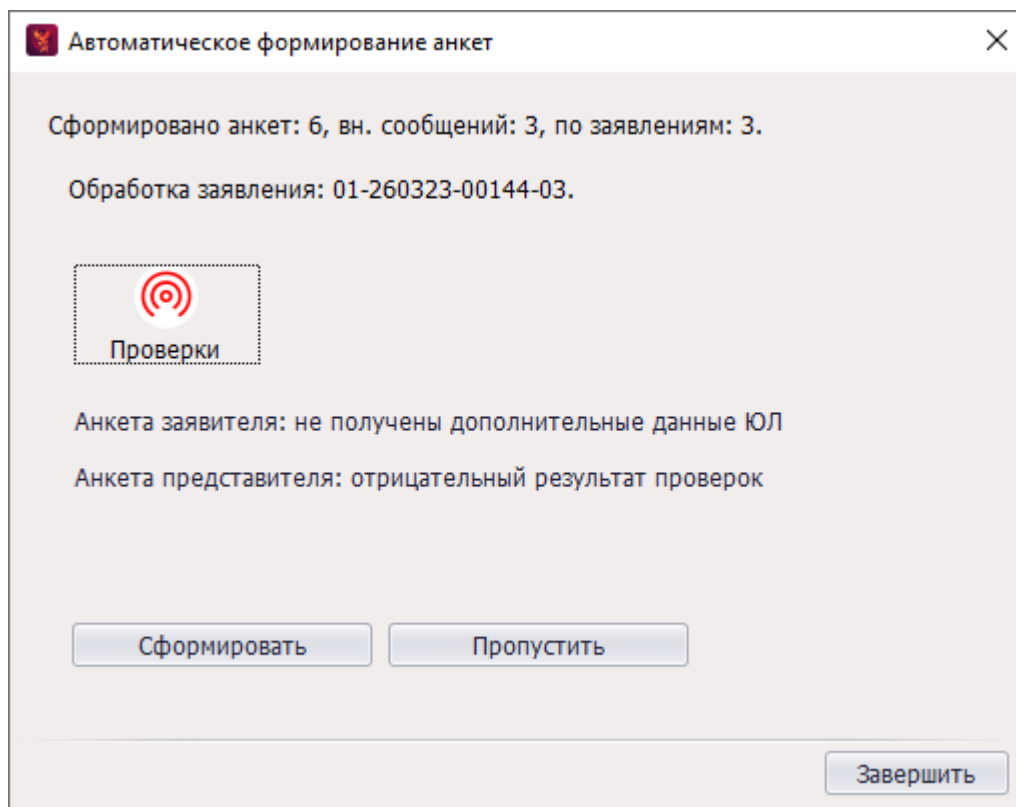 Автоматическое формирование анкет
Сформировано анкет: 6, вн. сообщений: 3, по заявлениям: 3.
Обработка заявления: 01-260323-00144-03.
Проверки
Анкета заявителя: не получены дополнительные данные ЮЛ
Анкета представителя: отрицательный результат проверок
Сформировать
Пропустить
Завершить